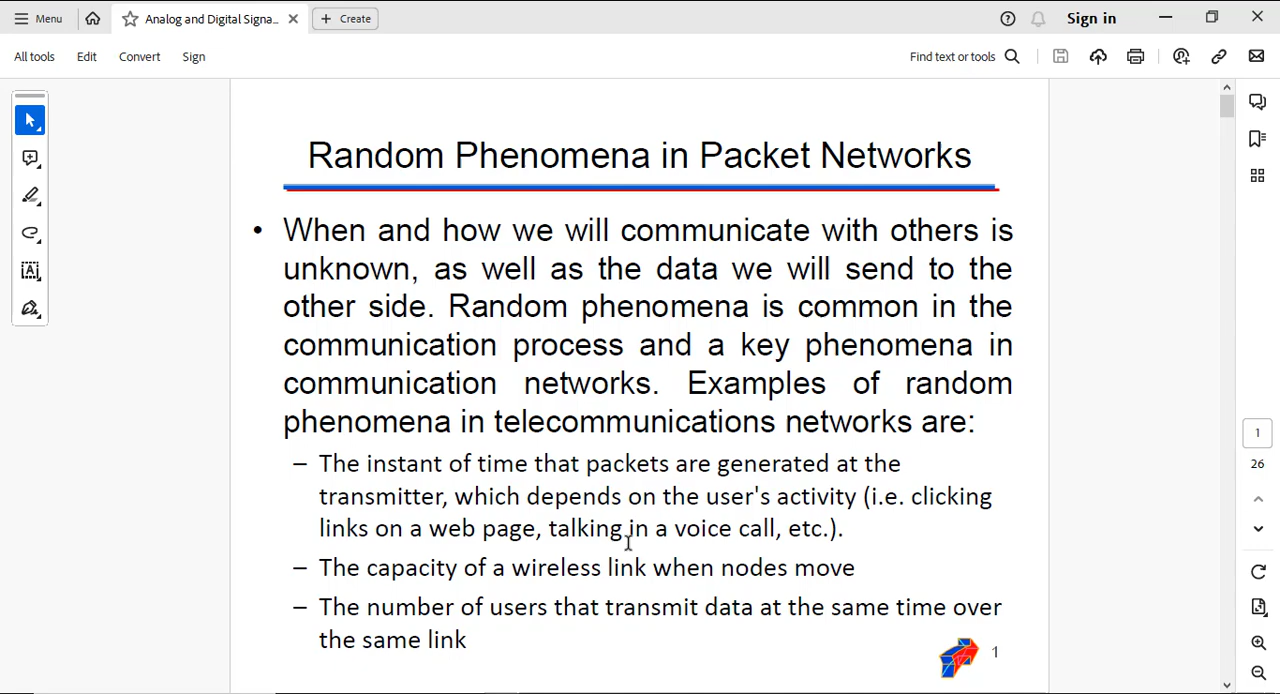 Menu
Analog and Digital Signa...
Create
Sign in
All tools
Edit
Convert
Sign
Find text or tools
Random Phenomena in Packet Networks
• When and how we will communicate with others is
unknown, as well as the data we will send to the
other side. Random phenomena is common in the
communication process and a key phenomena in
communication networks. Examples of random
phenomena in telecommunications networks are:
– The instant of time that packets are generated at the
transmitter, which depends on the user's activity (i.e. clicking
links on a web page, talking in a voice call, etc.).
– The capacity of a wireless link when nodes move
– The number of users that transmit data at the same time over
the same link
1
1
26